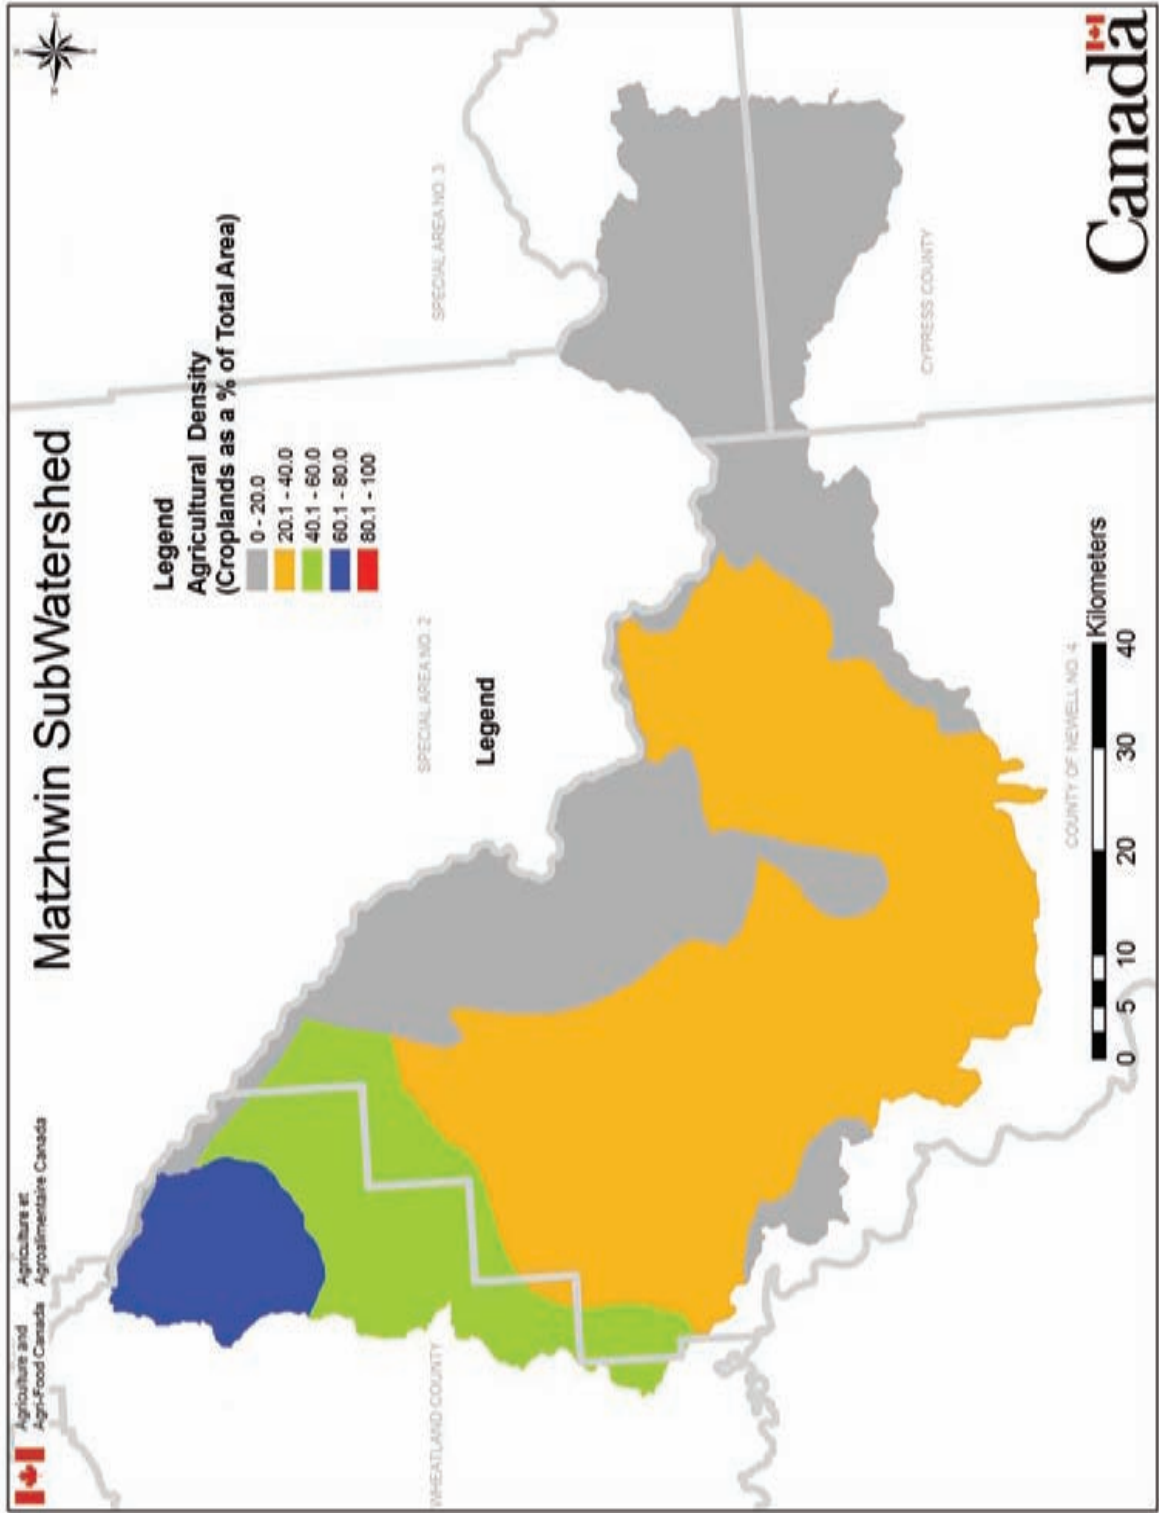 Agriculture and
Agri-Food Canada
Agriculture et
Agroalimentaire Canada
Matzhwin SubWatershed
Legend
Agricultural Density
(Croplands as a % of Total Area)
0 - 20.0
20.1 - 40.0
40.1 - 60.0
60.1 - 80.0
80.1 - 100
SPECIAL AREA NO. 3
SPECIAL AREA NO. 2
Legend
WHEATLAND COUNTY
CYPRESS COUNTY
COUNTY OF NEWELL NO. 4
0 5 10 20 30 40
Kilometers
Canada